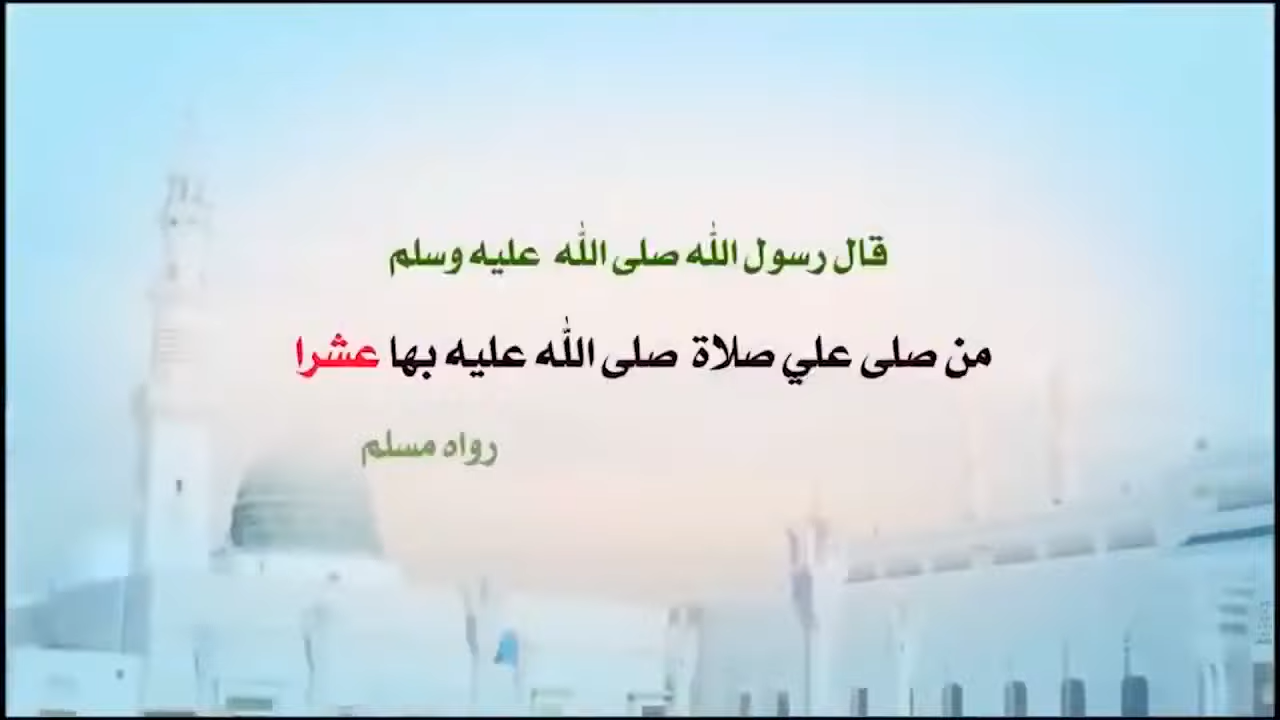 قال رسول الله صلى الله عليه وسلم
من صلى علي صلاة صلى الله عليه بها عشرا
رواه مسلم